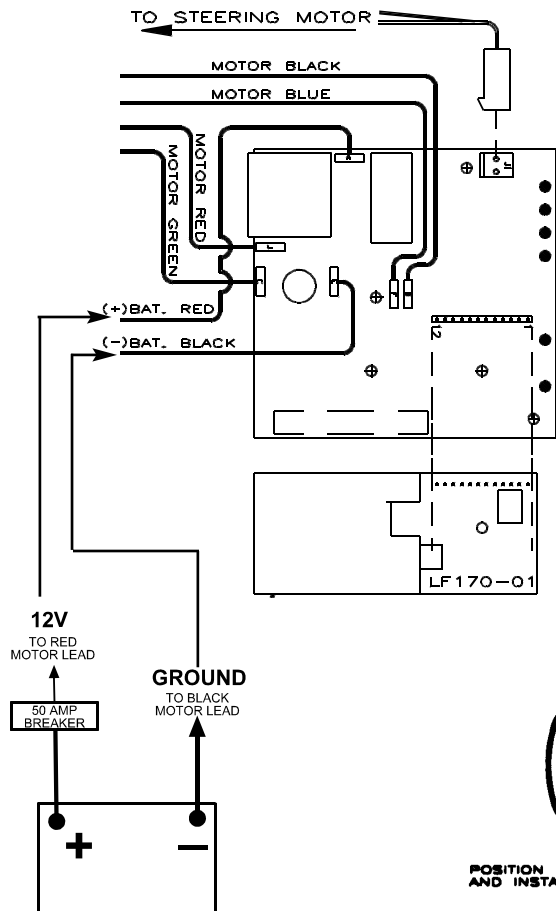 TO STEERING MOTOR
MOTOR BLACK
MOTOR BLUE
MOTOR RED
MOTOR GREEN
J1
(+)BAT. RED
(-)BAT. BLACK
12
1
LF170-01
12V
TO RED
MOTOR LEAD
GROUND
TO BLACK
MOTOR LEAD
50 AMP
BREAKER
+
−
POSITION
AND INSTA